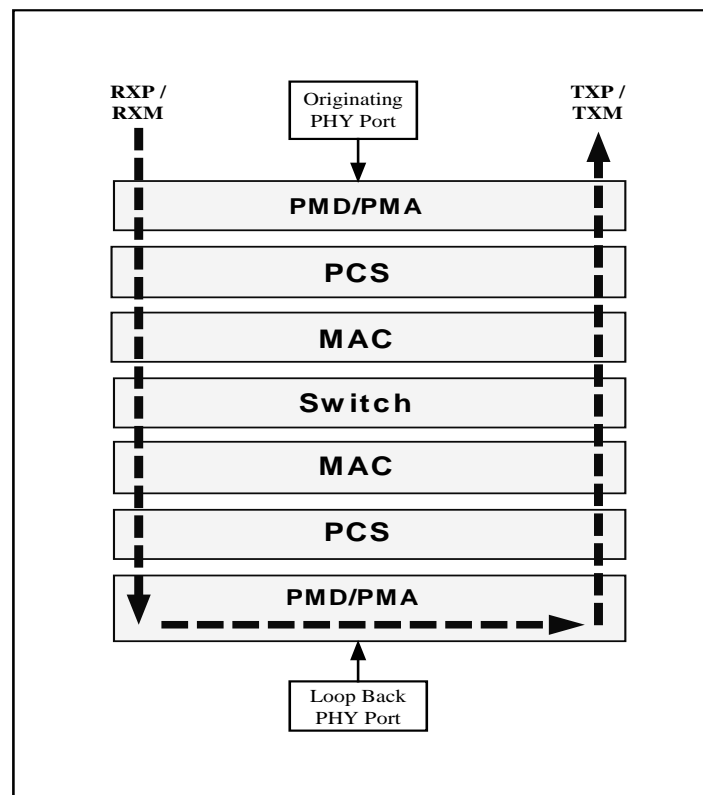 RXP /
RXM
Originating
PHY Port
TXP /
TXM
PMD/PMA
PCS
MAC
Switch
MAC
PCS
PMD/PMA
Loop Back
PHY Port